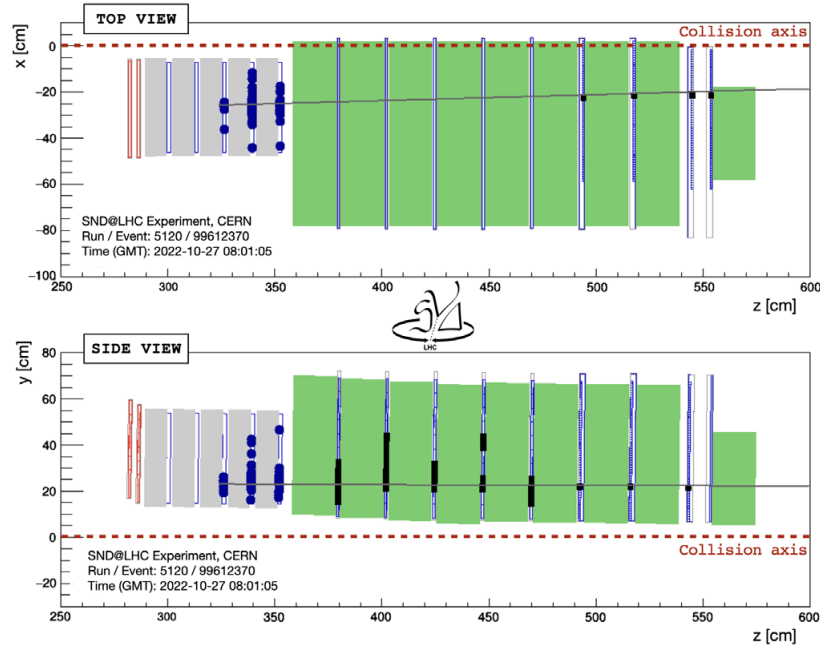 TOP VIEW
Collision axis
x [cm]
0
−20
−40
−60
−80
−100
SND@LHC Experiment, CERN
Run / Event: 5120 / 99612370
Time (GMT): 2022-10-27 08:01:05
250 300 350 400 450 500 550 600
z [cm]
LHC
SIDE VIEW
y [cm]
80
60
40
20
0
−20
Collision axis
SND@LHC Experiment, CERN
Run / Event: 5120 / 99612370
Time (GMT): 2022-10-27 08:01:05
250 300 350 400 450 500 550 600
z [cm]